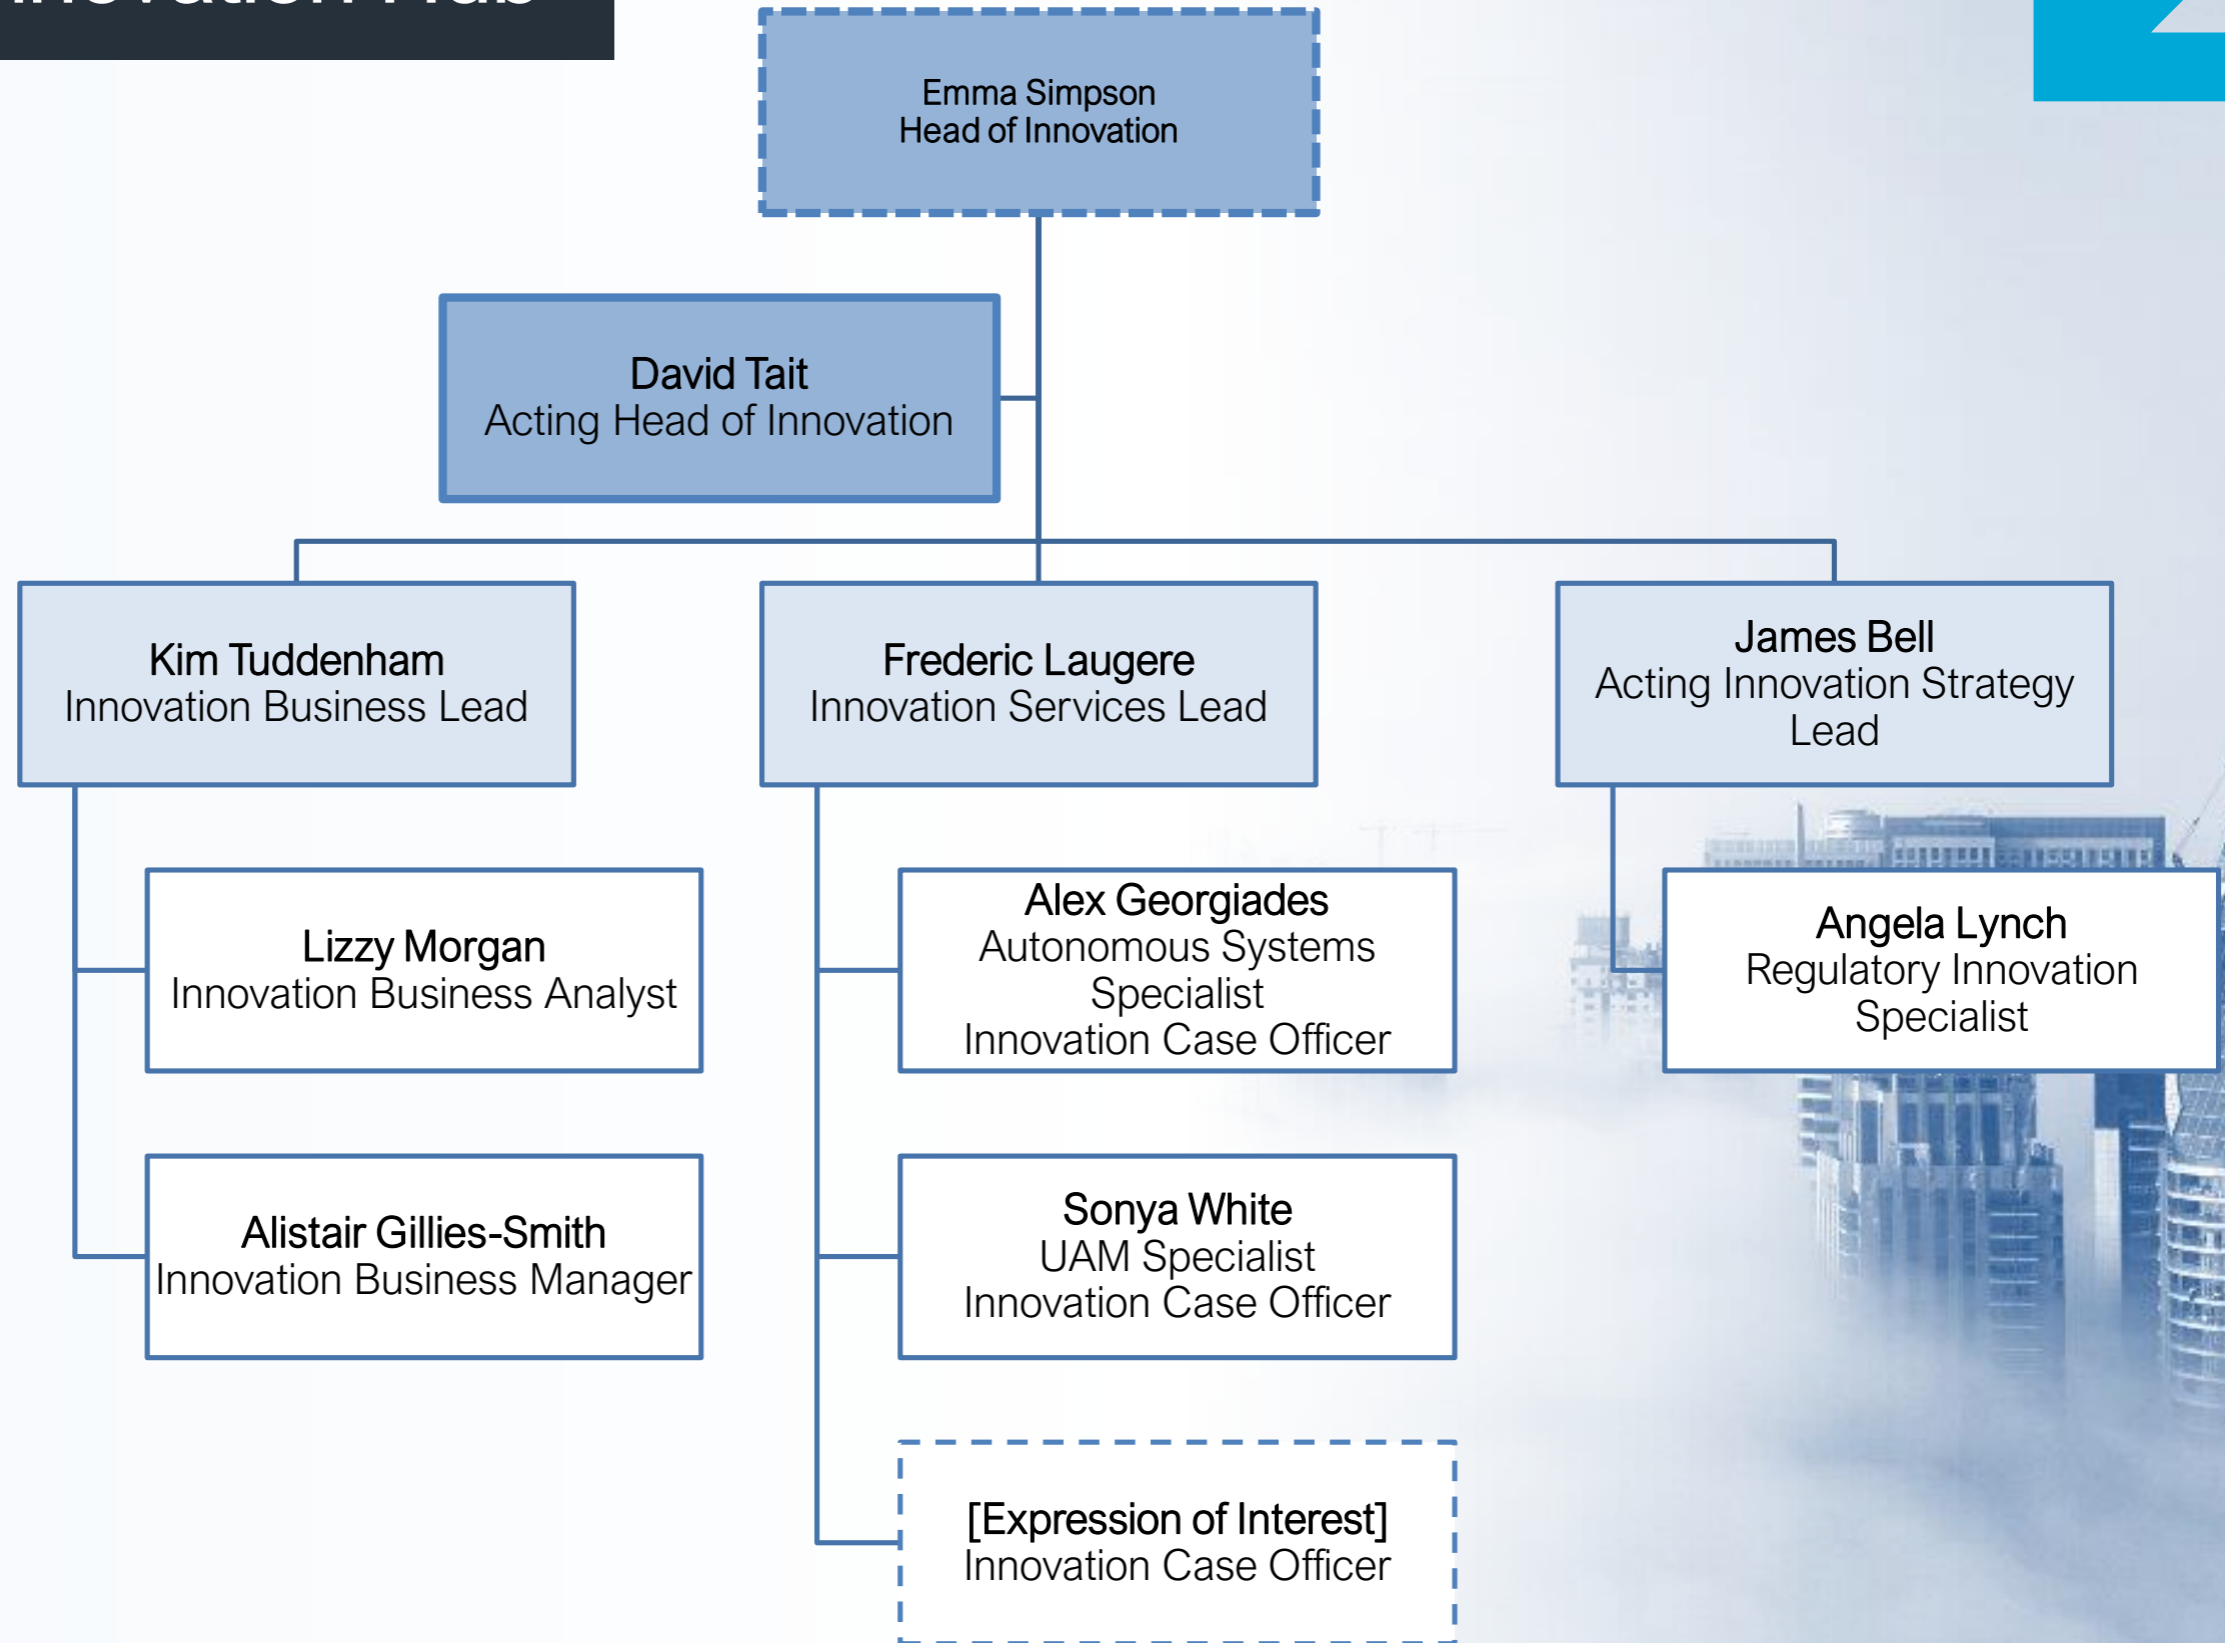 Innovation Hub
Emma Simpson
Head of Innovation
David Tait
Acting Head of Innovation
Kim Tuddenham
Innovation Business Lead
Frederic Laugere
Innovation Services Lead
James Bell
Acting Innovation Strategy
Lead
Lizzy Morgan
Innovation Business Analyst
Alex Georgiades
Autonomous Systems
Specialist
Innovation Case Officer
Angela Lynch
Regulatory Innovation
Specialist
Alistair Gillies-Smith
Innovation Business Manager
Sonya White
UAM Specialist
Innovation Case Officer
[Expression of Interest]
Innovation Case Officer